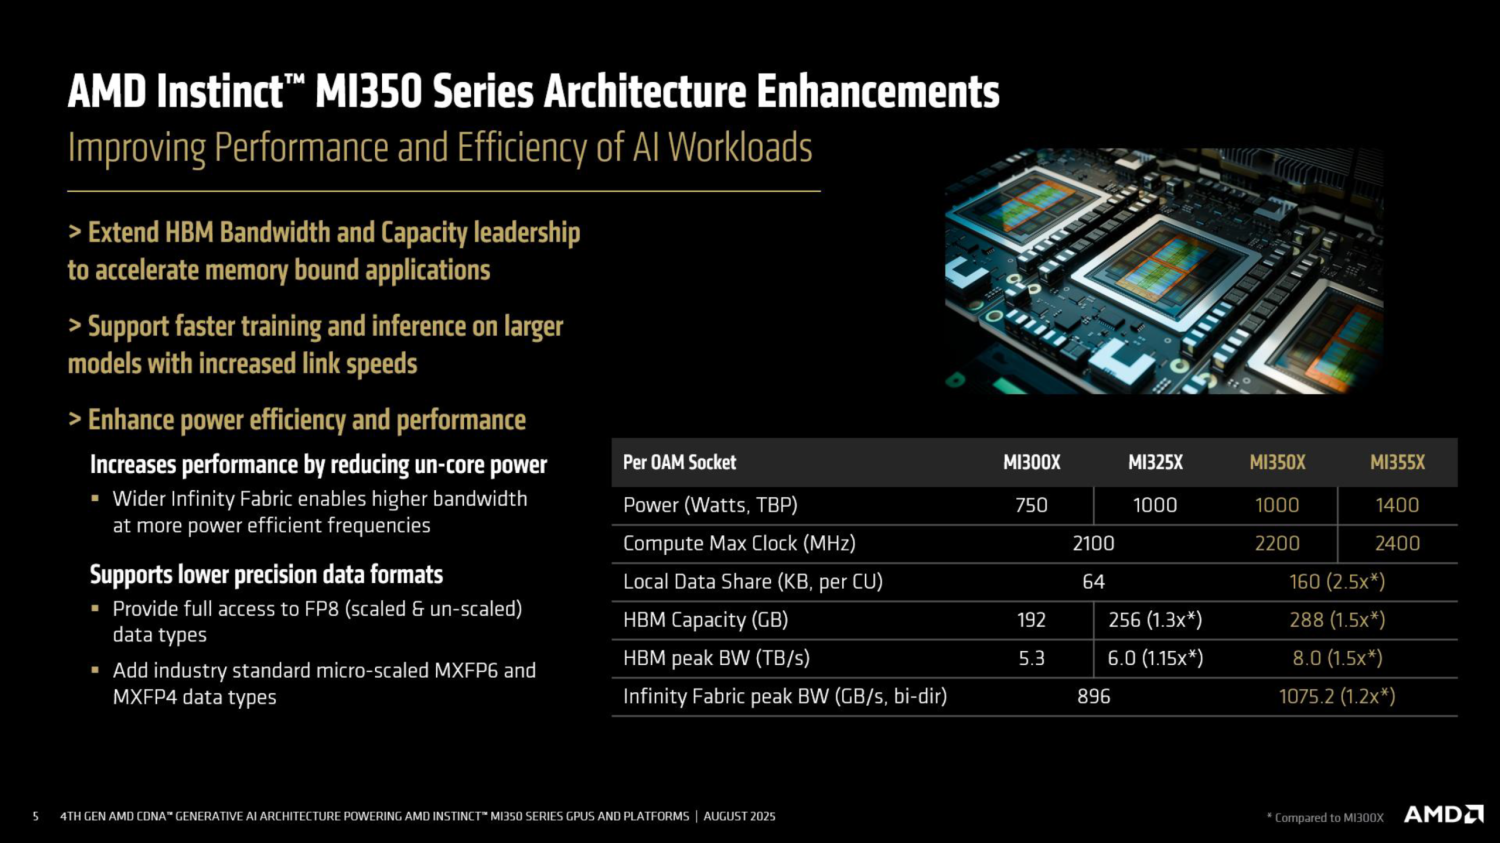 AMD Instinct™ MI350 Series Architecture Enhancements
Improving Performance and Efficiency of AI Workloads
> Extend HBM Bandwidth and Capacity leadership
to accelerate memory bound applications
> Support faster training and inference on larger
models with increased link speeds
> Enhance power efficiency and performance
Increases performance by reducing un-core power
▪ Wider Infinity Fabric enables higher bandwidth
at more power efficient frequencies
Supports lower precision data formats
▪ Provide full access to FP8 (scaled & un-scaled)
data types
▪ Add industry standard micro-scaled MXFP6 and
MXFP4 data types
Per OAM Socket MI300X MI325X MI350X MI355X
Power (Watts, TBP) 750 1000 1000 1400
Compute Max Clock (MHz) 2100 2200 2400
Local Data Share (KB, per CU) 64 160 (2.5x*)
HBM Capacity (GB) 192 256 (1.3x*) 288 (1.5x*)
HBM peak BW (TB/s) 5.3 6.0 (1.15x*) 8.0 (1.5x*)
Infinity Fabric peak BW (GB/s, bi-dir) 896 1075.2 (1.2x*)
5 4TH GEN AMD CDNA™ GENERATIVE AI ARCHITECTURE POWERING AMD INSTINCT™ MI350 SERIES GPUS AND PLATFORMS | AUGUST 2025
* Compared to MI300X
AMD